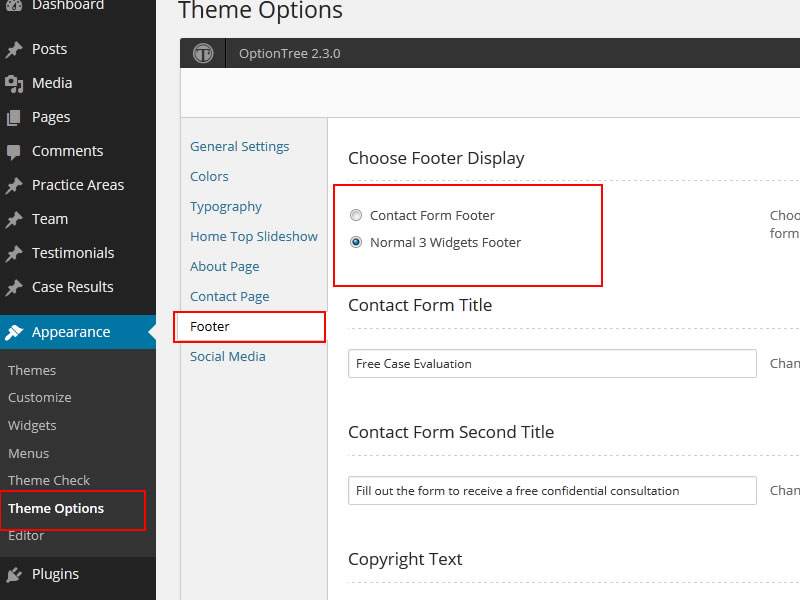 Dashboard
Posts
Media
Pages
Comments
Practice Areas
Team
Testimonials
Case Results
Appearance
Themes
Customize
Widgets
Menus
Theme Check
Theme Options
Editor
Plugins
Theme Options
OptionTree 2.3.0
General Settings
Colors
Typography
Home Top Slideshow
About Page
Contact Page
Footer
Social Media
Choose Footer Display
Contact Form Footer
Normal 3 Widgets Footer
Choo
form
Contact Form Title
Free Case Evaluation
Chan
Contact Form Second Title
Fill out the form to receive a free confidential consultation
Chan
Copyright Text